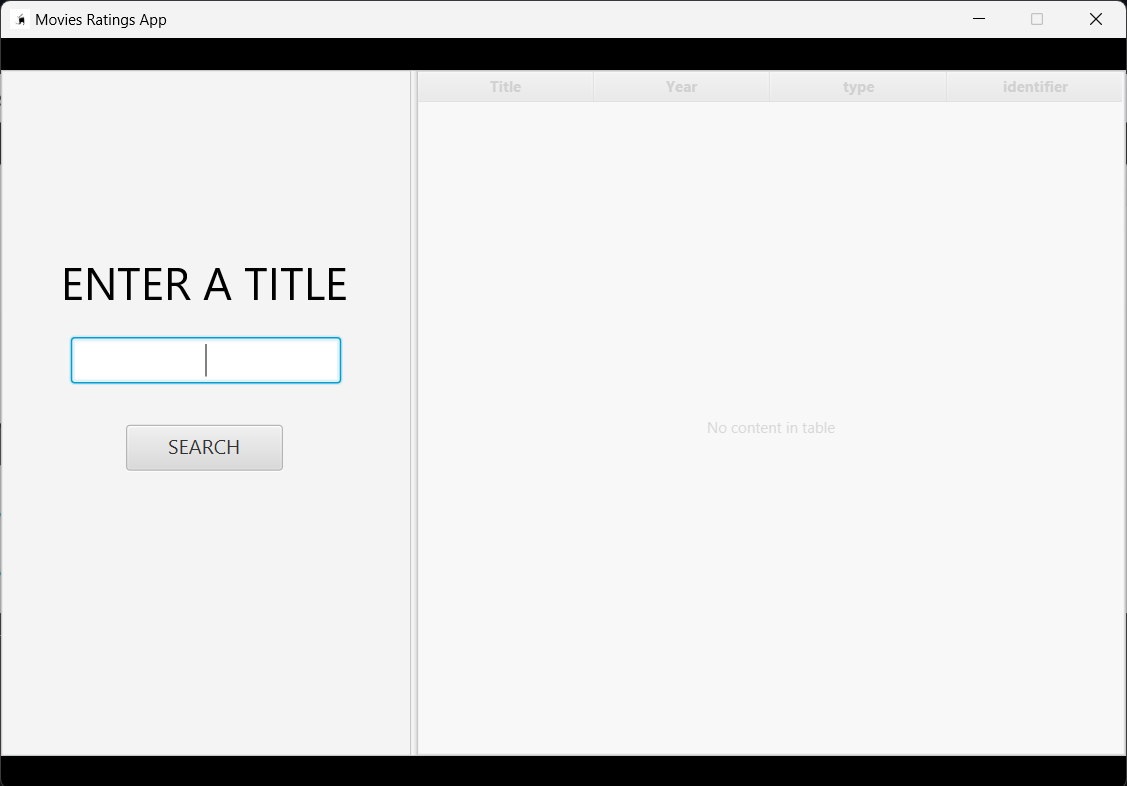 Movies Ratings App
Title Year type identifier
ENTER A TITLE
No content in table
SEARCH